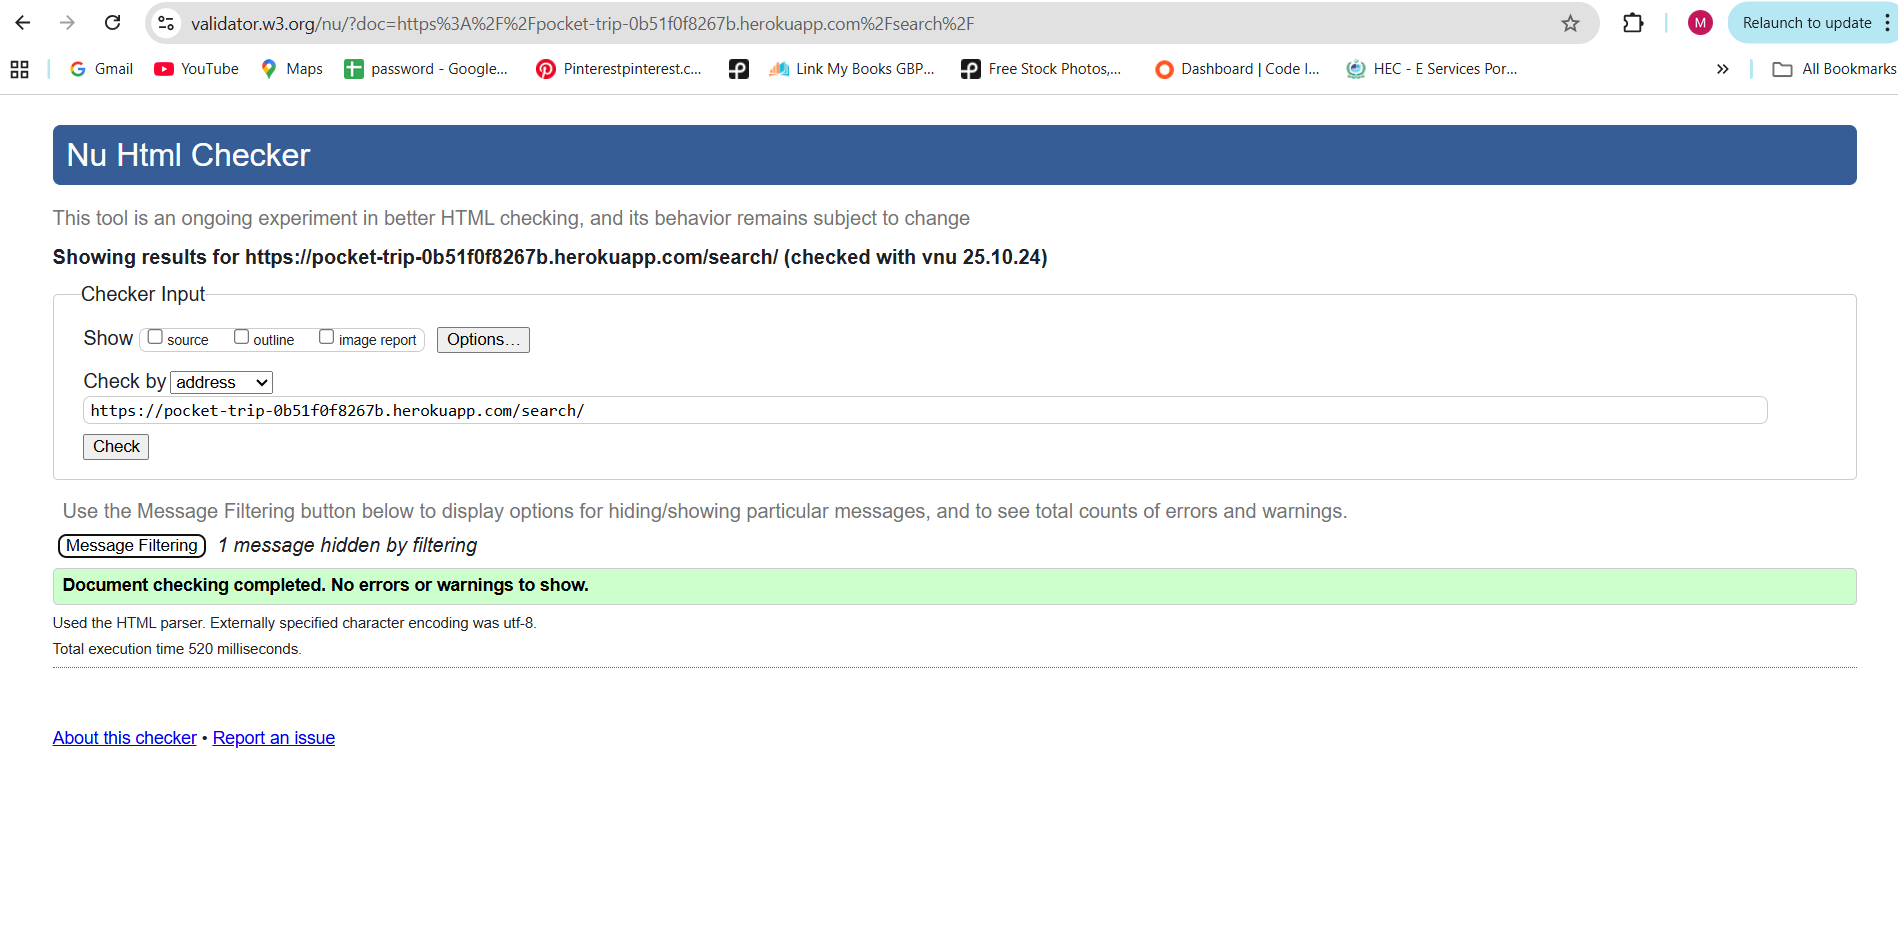 validator.w3.org/nu/?doc=https%3A%2F%2Fpocket-trip-0b51f0f8267b.herokuapp.com%2Fsearch%2F
M
Relaunch to update
Gmail
YouTube
Maps
password - Google...
Pinterestpinterest.c...
Link My Books GBP...
Free Stock Photos,...
Dashboard | Code I...
HEC - E Services Por...
All Bookmarks
Nu Html Checker
This tool is an ongoing experiment in better HTML checking, and its behavior remains subject to change
Showing results for https://pocket-trip-0b51f0f8267b.herokuapp.com/search/ (checked with vnu 25.10.24)
Checker Input
Show source outline image report Options...
Check by address
https://pocket-trip-0b51f0f8267b.herokuapp.com/search/
Check
Use the Message Filtering button below to display options for hiding/showing particular messages, and to see total counts of errors and warnings.
Message Filtering 1 message hidden by filtering
Document checking completed. No errors or warnings to show.
Used the HTML parser. Externally specified character encoding was utf-8.
Total execution time 520 milliseconds.
About this checker • Report an issue